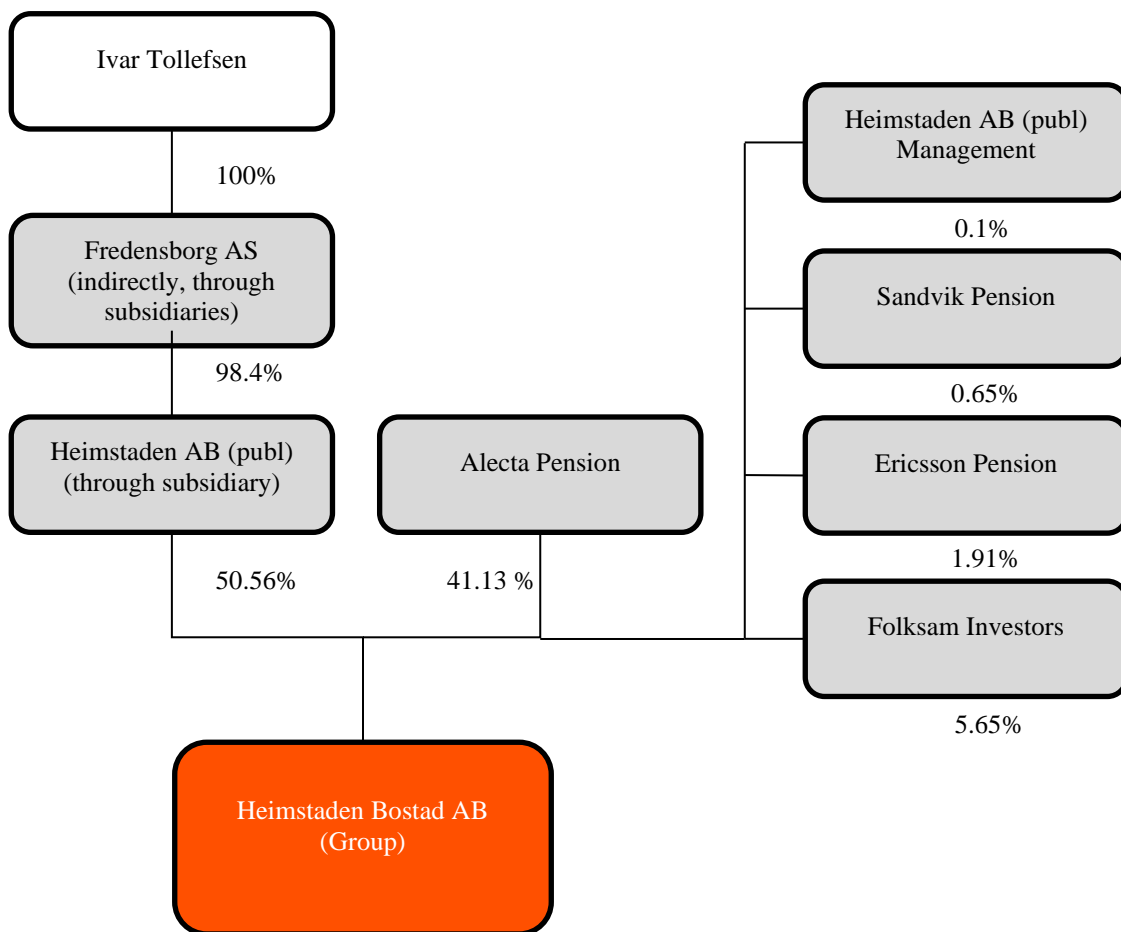 Ivar Tollefsen
100%
Fredensborg AS
(indirectly, through
subsidiaries)
98.4%
Heimstaden AB (publ)
(through subsidiary)
50.56%
Alecta Pension
41.13 %
Heimstaden AB (publ)
Management
0.1%
Sandvik Pension
0.65%
Ericsson Pension
1.91%
Folksam Investors
5.65%
Heimstaden Bostad AB
(Group)